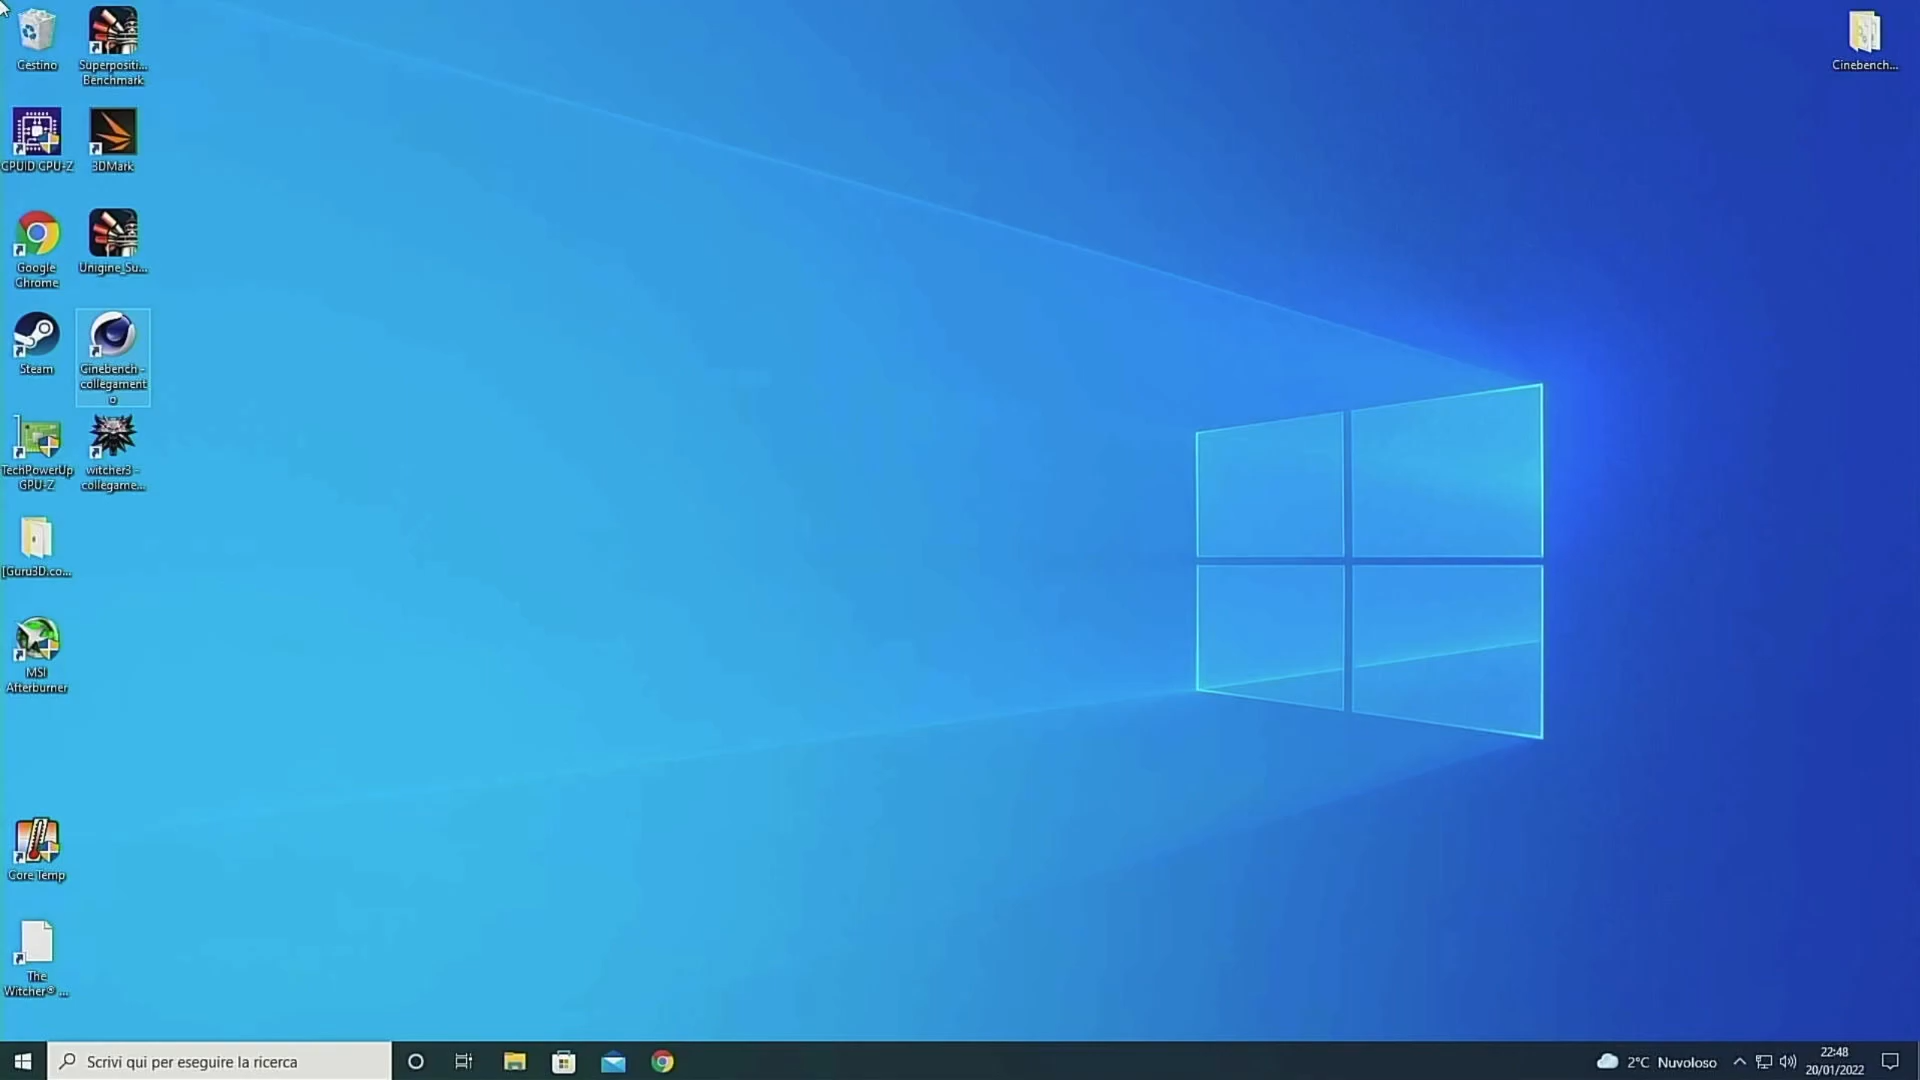 Cestino
Superpositi...
Benchmark
CPUID CPU-Z
3DMark
Google
Chrome
Unigine_Su...
Steam
Cinebench -
collegament
o
TechPowerUp
GPU-Z
witcher3 -
collegame...
[Guru3D.co...
MSI
Afterburner
Core Temp
The
Witcher® ...
Cinebench...
Scrivi qui per eseguire la ricerca
2°C Nuvoloso
22:48
20/01/2022